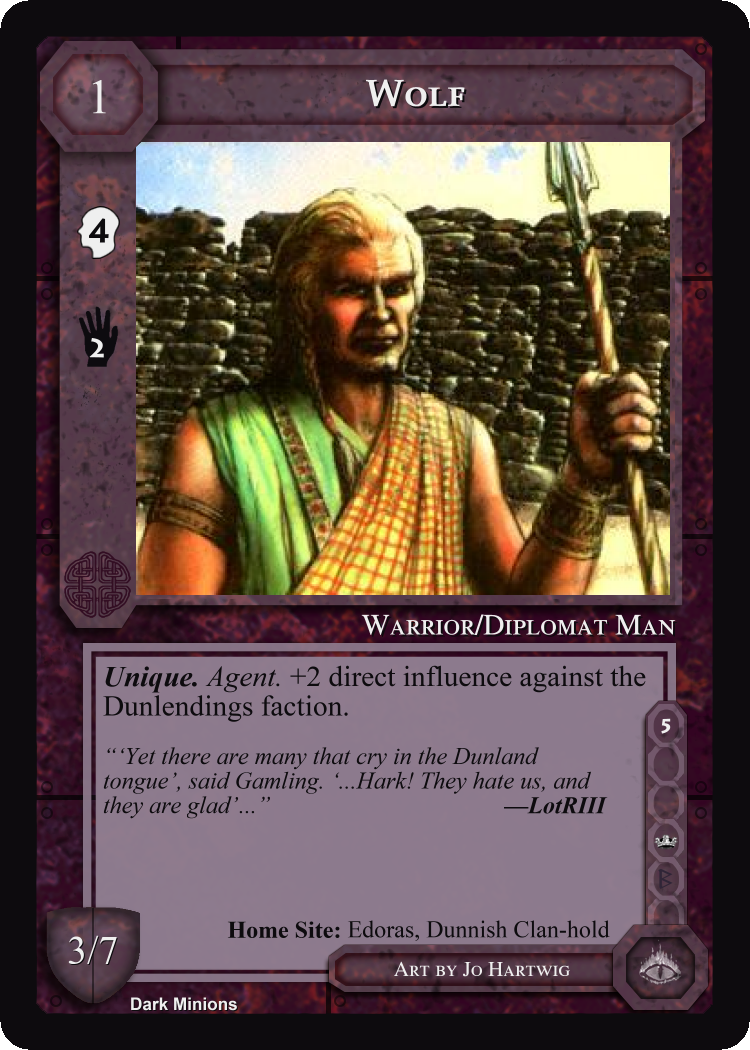 1
Wolf
4
2
Warrior/Diplomat Man
Unique. Agent. +2 direct influence against the
Dunlendings faction.
“‘Yet there are many that cry in the Dunland
tongue’, said Gamling. ‘...Hark! They hate us, and
they are glad’...” —LotRIII
5
Home Site: Edoras, Dunnish Clan-hold
3/7
Art by Jo Hartwig
Dark Minions